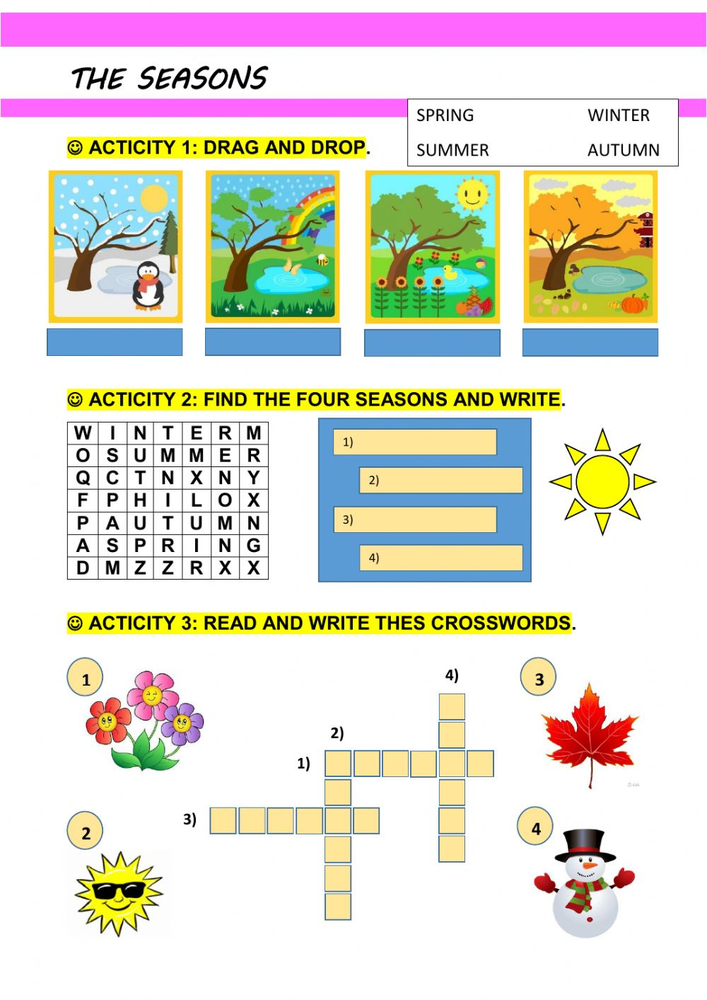 THE SEASONS
SPRING WINTER
SUMMER AUTUMN
☺ ACTICITY 1: DRAG AND DROP.
☺ ACTICITY 2: FIND THE FOUR SEASONS AND WRITE.
W I N T E R M
O S U M M E R
Q C T N X N Y
F P H I L O X
P A U T U M N
A S P R I N G
D M Z Z R X X
1)
2)
3)
4)
☺ ACTICITY 3: READ AND WRITE THES CROSSWORDS.
1
4)
3
2)
1)
3)
2
4